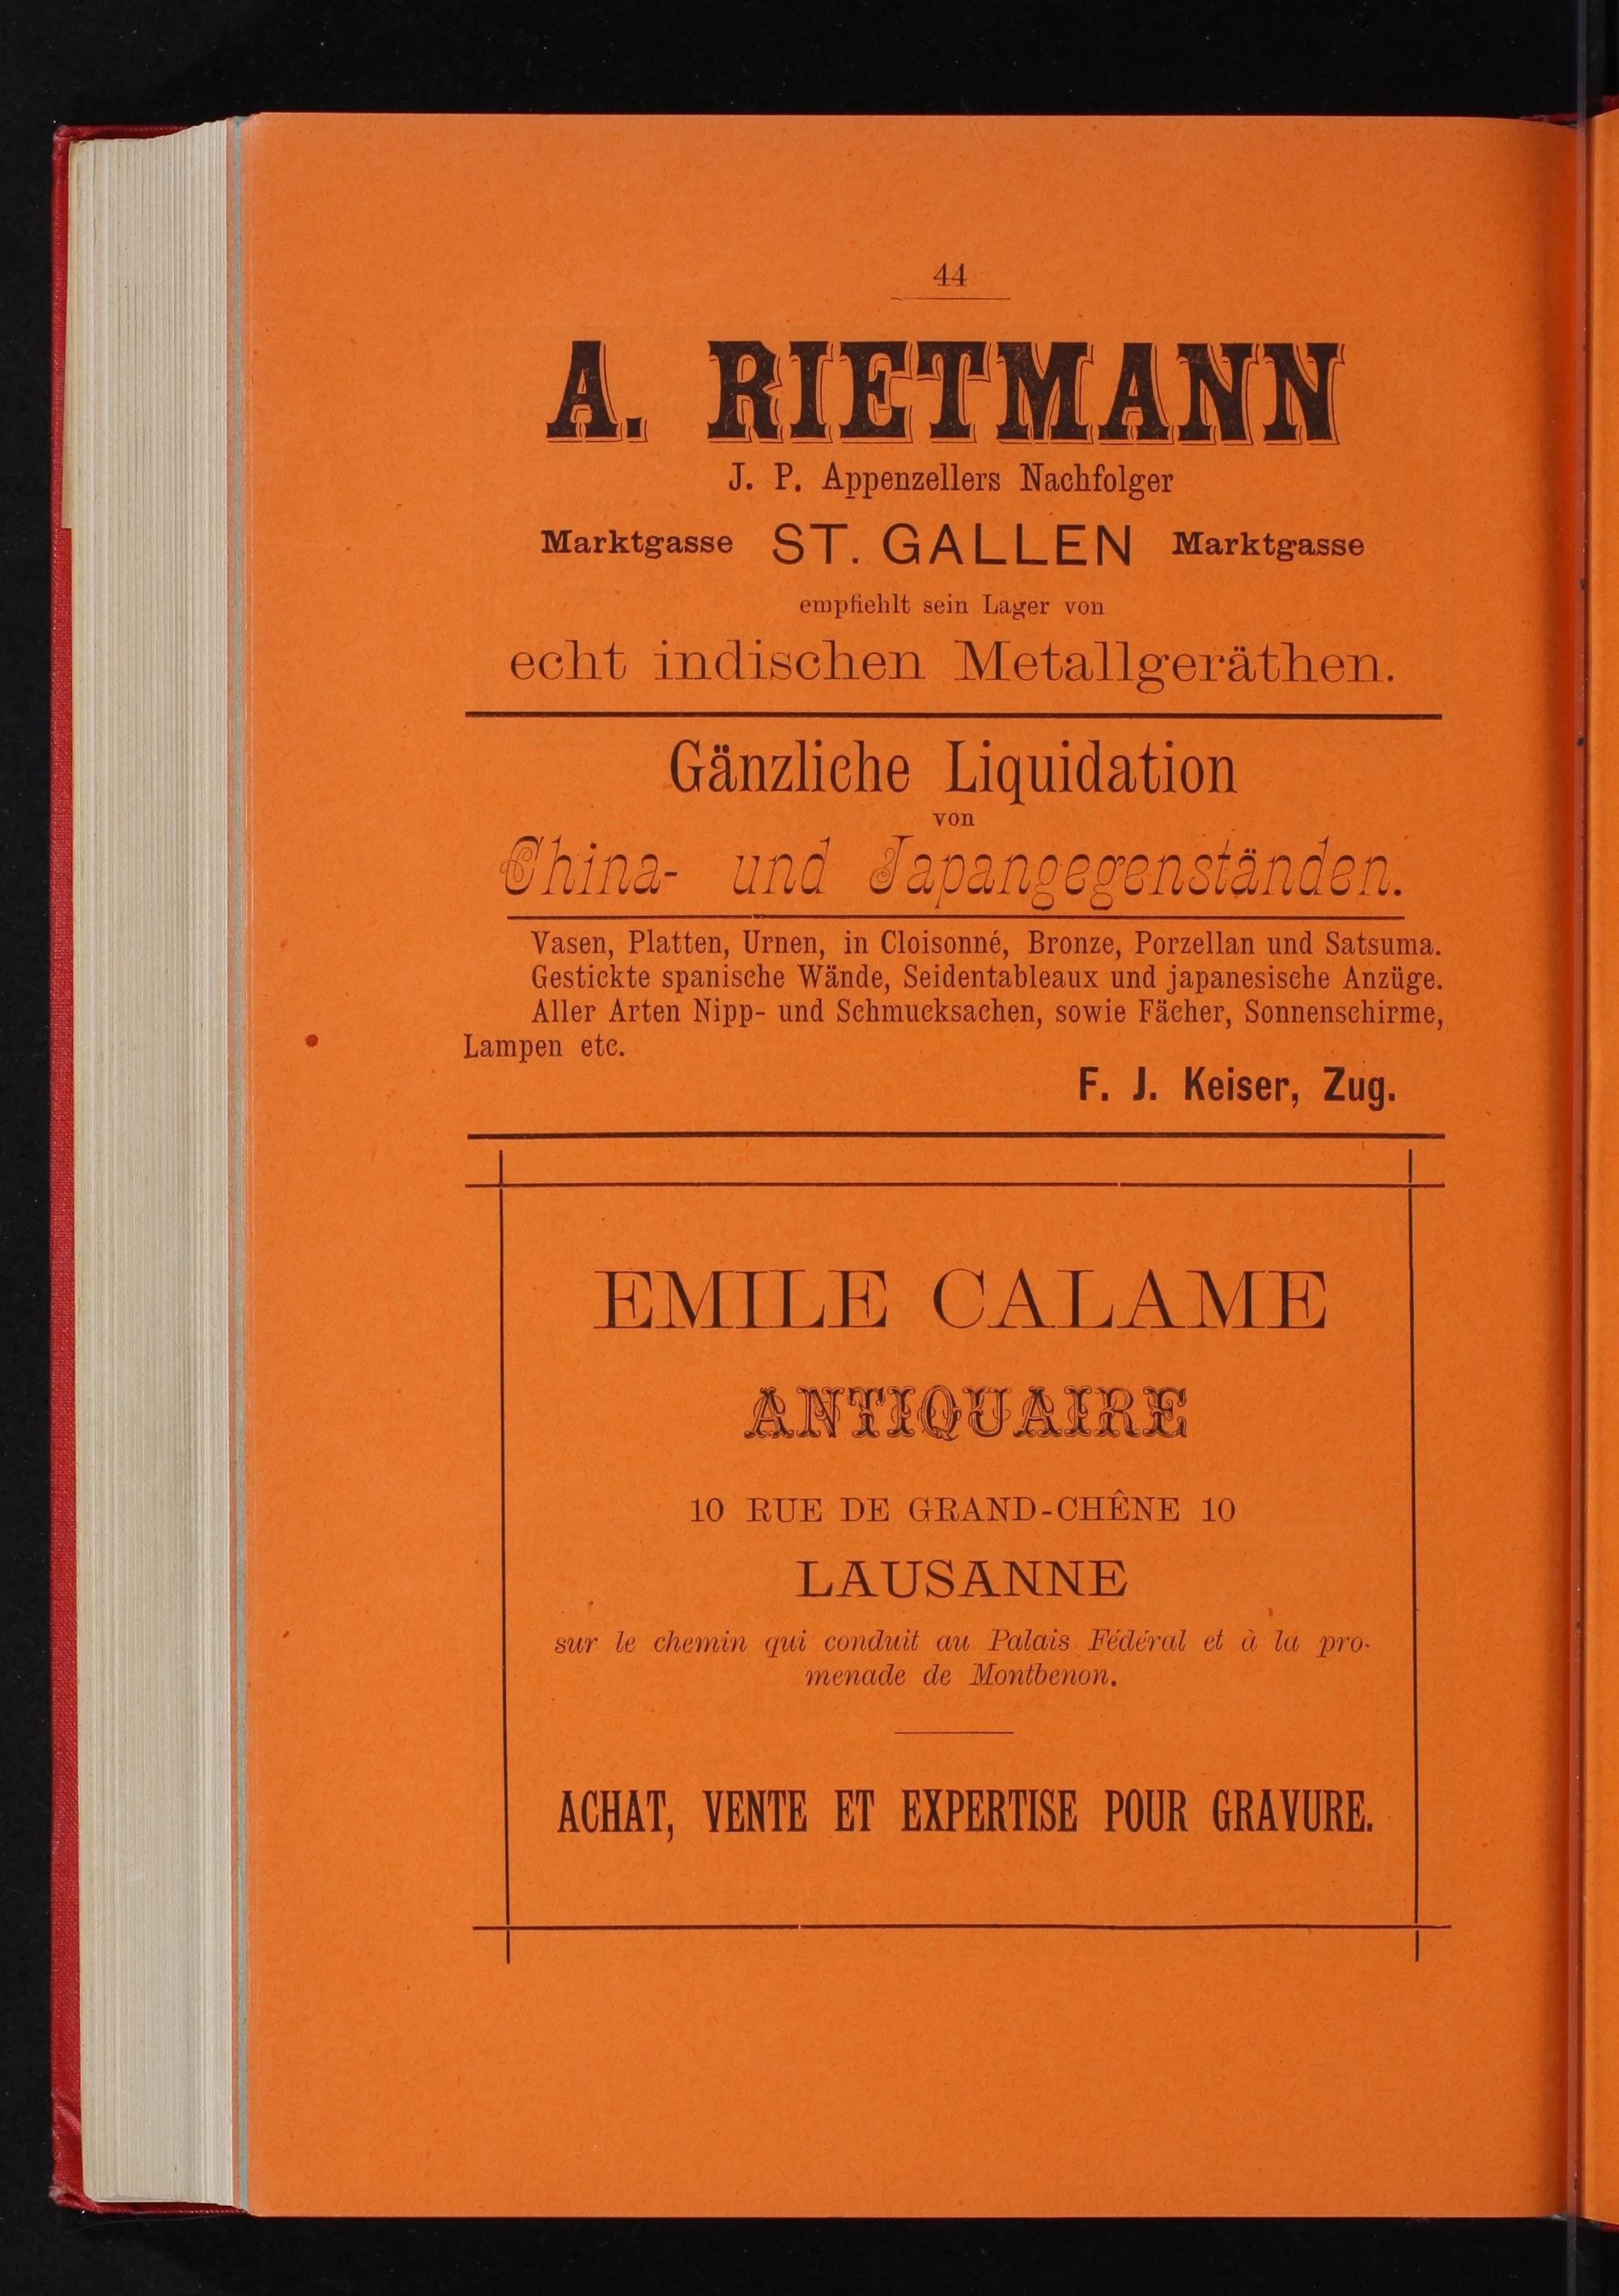 44
A. RIETMANN
J. P. Appenzellers Nachfolger
Marktgasse ST. GALLEN Marktgasse
empfiehlt sein Lager von
echt indischen Metallgeräthen.
Gänzliche Liquidation
von
China- und Japangegenständen.
Vasen, Platten, Urnen, in Cloisonné, Bronze, Porzellan und Satsuma.
Gestickte spanische Wände, Seidentableaux und japanesische Anzüge.
Aller Arten Nipp- und Schmucksachen, sowie Fächer, Sonnenschirme,
Lampen etc.
F. J. Keiser, Zug.
EMILE CALAME
ANTIQUAIRE
10 RUE DE GRAND-CHÊNE 10
LAUSANNE
sur le chemin qui conduit au Palais Fédéral et à la pro-
menade de Montbenon.
ACHAT, VENTE ET EXPERTISE POUR GRAVURE.